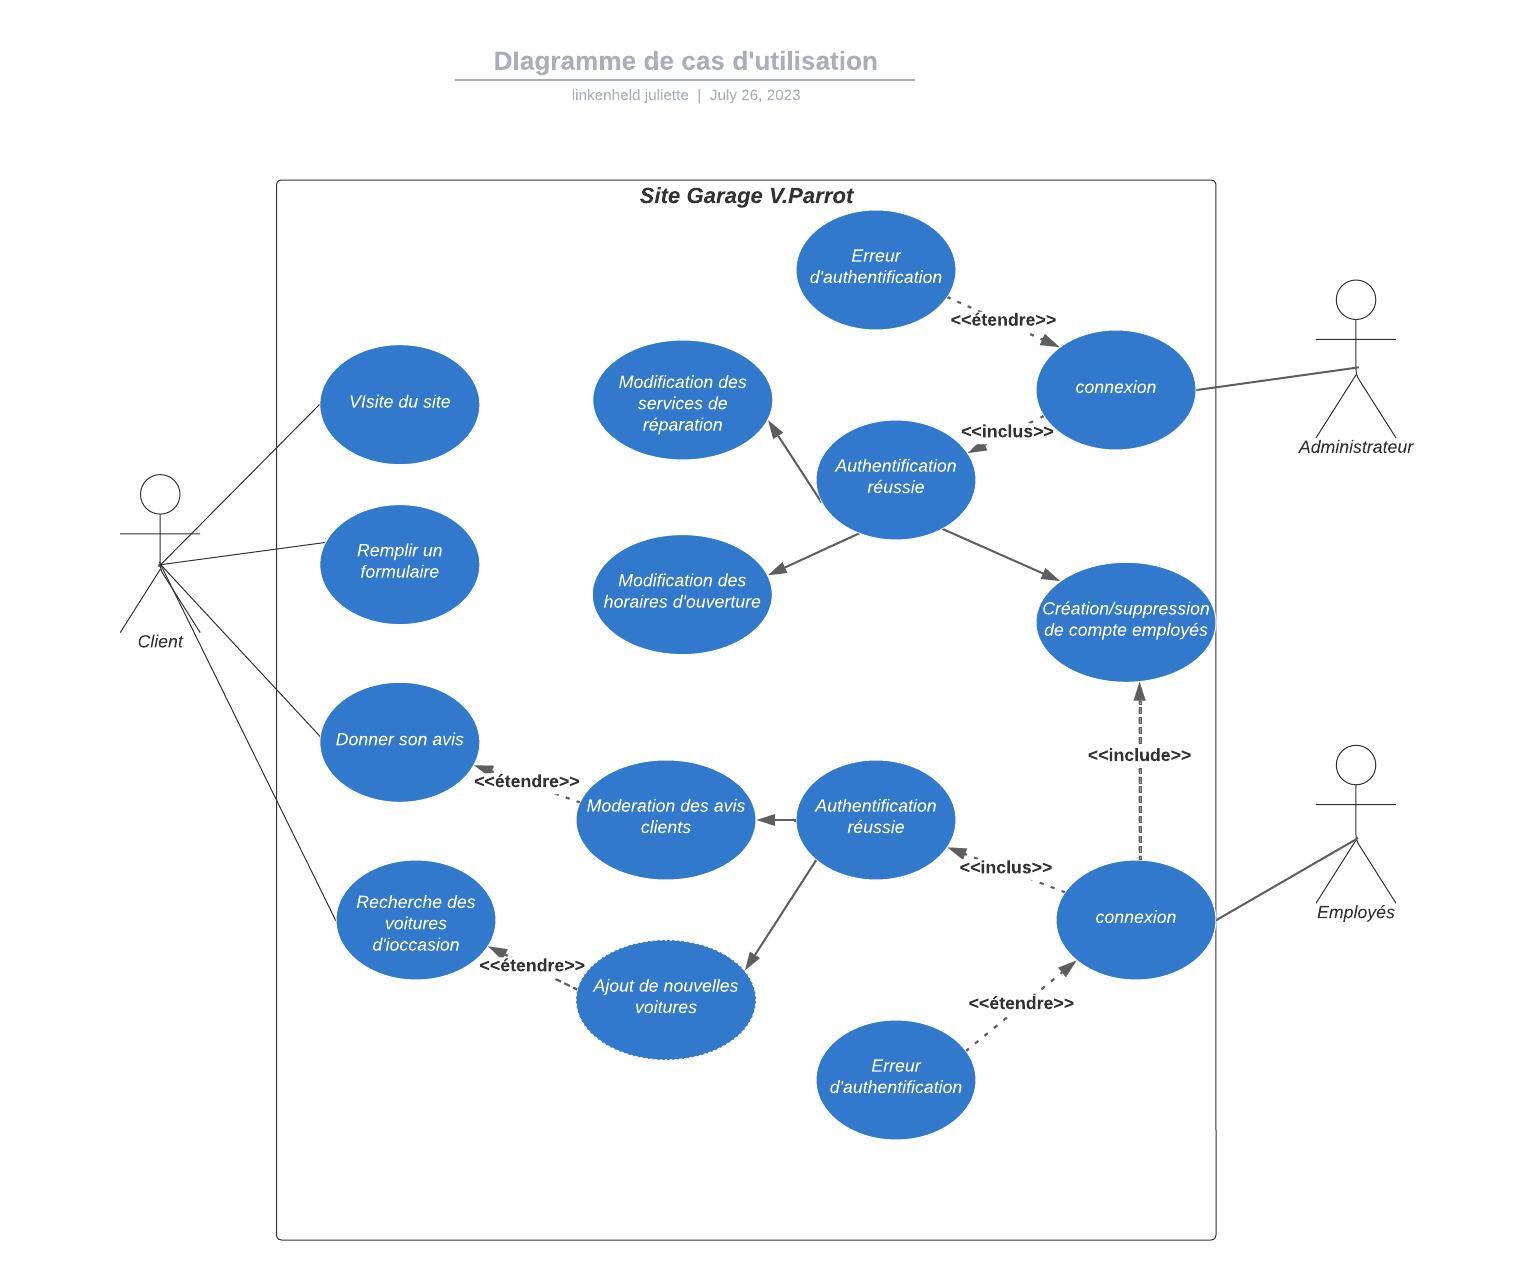 DIagramme de cas d'utilisation
linkenheld juliette | July 26, 2023
Site Garage V.Parrot
Erreur
d'authentification
<<étendre>>
connexion
<<inclus>>
Authentification
réussie
Modification des
services de
réparation
VIsite du site
Administrateur
Remplir un
formulaire
Client
Modification des
horaires d'ouverture
Création/suppression
de compte employés
<<include>>
Donner son avis
<<étendre>>
Moderation des avis
clients
Authentification
réussie
<<inclus>>
connexion
Employés
Recherche des
voitures
d'ioccasion
<<étendre>>
Ajout de nouvelles
voitures
<<étendre>>
Erreur
d'authentification